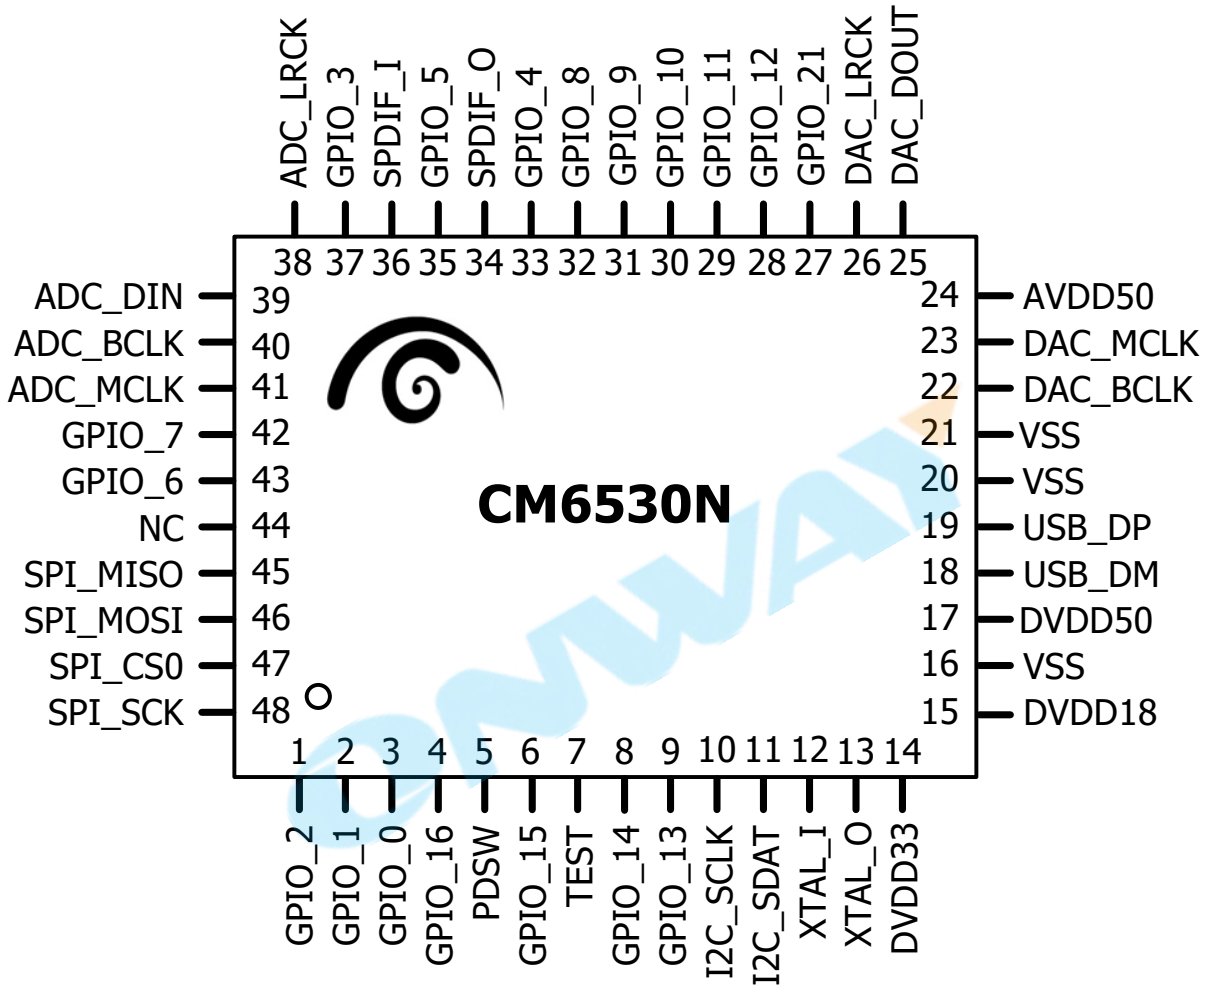 ADC_LRCK
GPIO_3
SPDIF_I
GPIO_5
SPDIF_O
GPIO_4
GPIO_8
GPIO_9
GPIO_10
GPIO_11
GPIO_12
GPIO_21
DAC_LRCK
DAC_DOUT
38 37 36 35 34 33 32 31 30 29 28 27 26 25
ADC_DIN 39
ADC_BCLK 40
ADC_MCLK 41
GPIO_7 42
GPIO_6 43
NC 44
SPI_MISO 45
SPI_MOSI 46
SPI_CS0 47
SPI_SCK 48
CM6530N
ONWAY
24 AVDD50
23 DAC_MCLK
22 DAC_BCLK
21 VSS
20 VSS
19 USB_DP
18 USB_DM
17 DVDD50
16 VSS
15 DVDD18
1 2 3 4 5 6 7 8 9 10 11 12 13 14
GPIO_2
GPIO_1
GPIO_0
GPIO_16
PDSW
GPIO_15
TEST
GPIO_14
GPIO_13
I2C_SCLK
I2C_SDAT
XTAL_I
XTAL_O
DVDD33